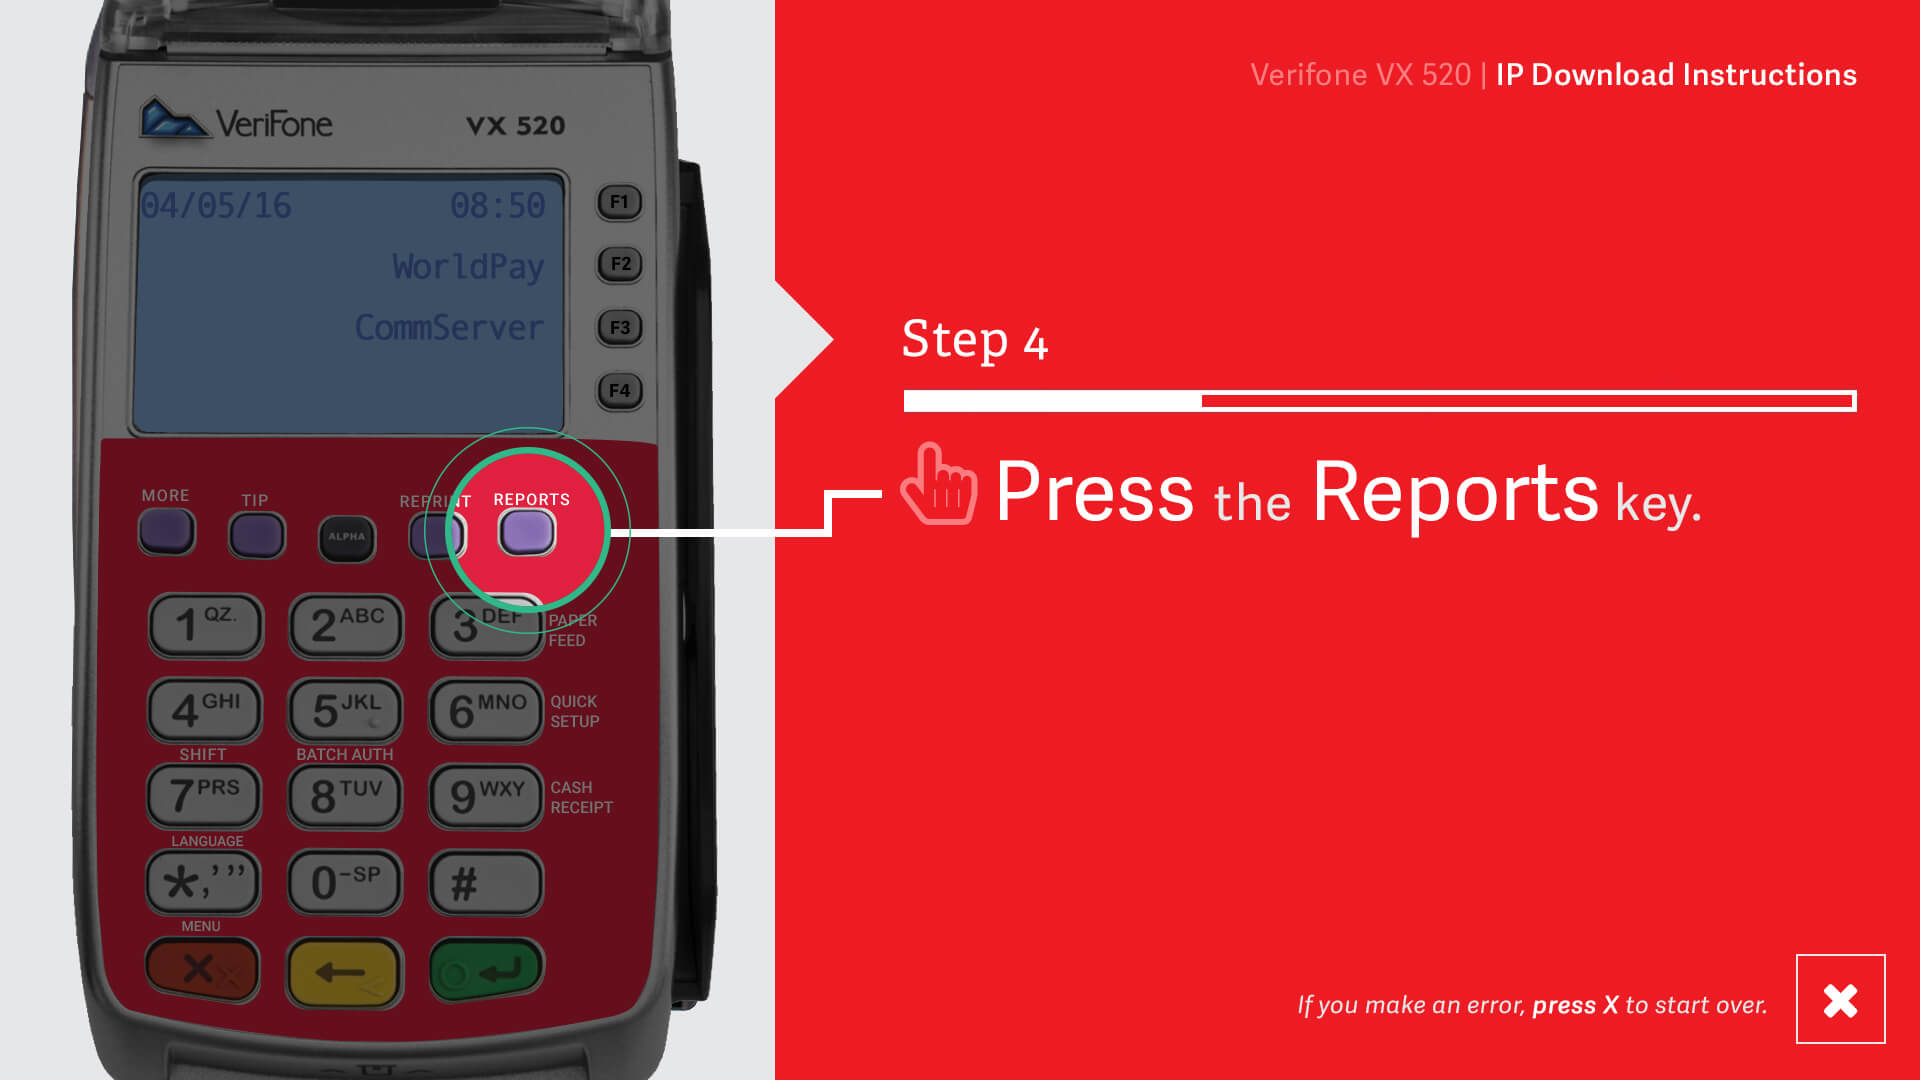 VeriFone VX 520
04/05/16 08:50
WorldPay
CommServer
F1
F2
F3
F4
MORE TIP ALPHA REPRINT REPORTS
1 QZ. 2 ABC 3 DEF PAPER
FEED
4 GHI 5 JKL 6 MNO QUICK
SETUP
SHIFT BATCH AUTH
7 PRS 8 TUV 9 WXY CASH
RECEIPT
LANGUAGE
*,'" 0 -SP #
MENU
Verifone VX 520 | IP Download Instructions
Step 4
Press the Reports key.
If you make an error, press X to start over.